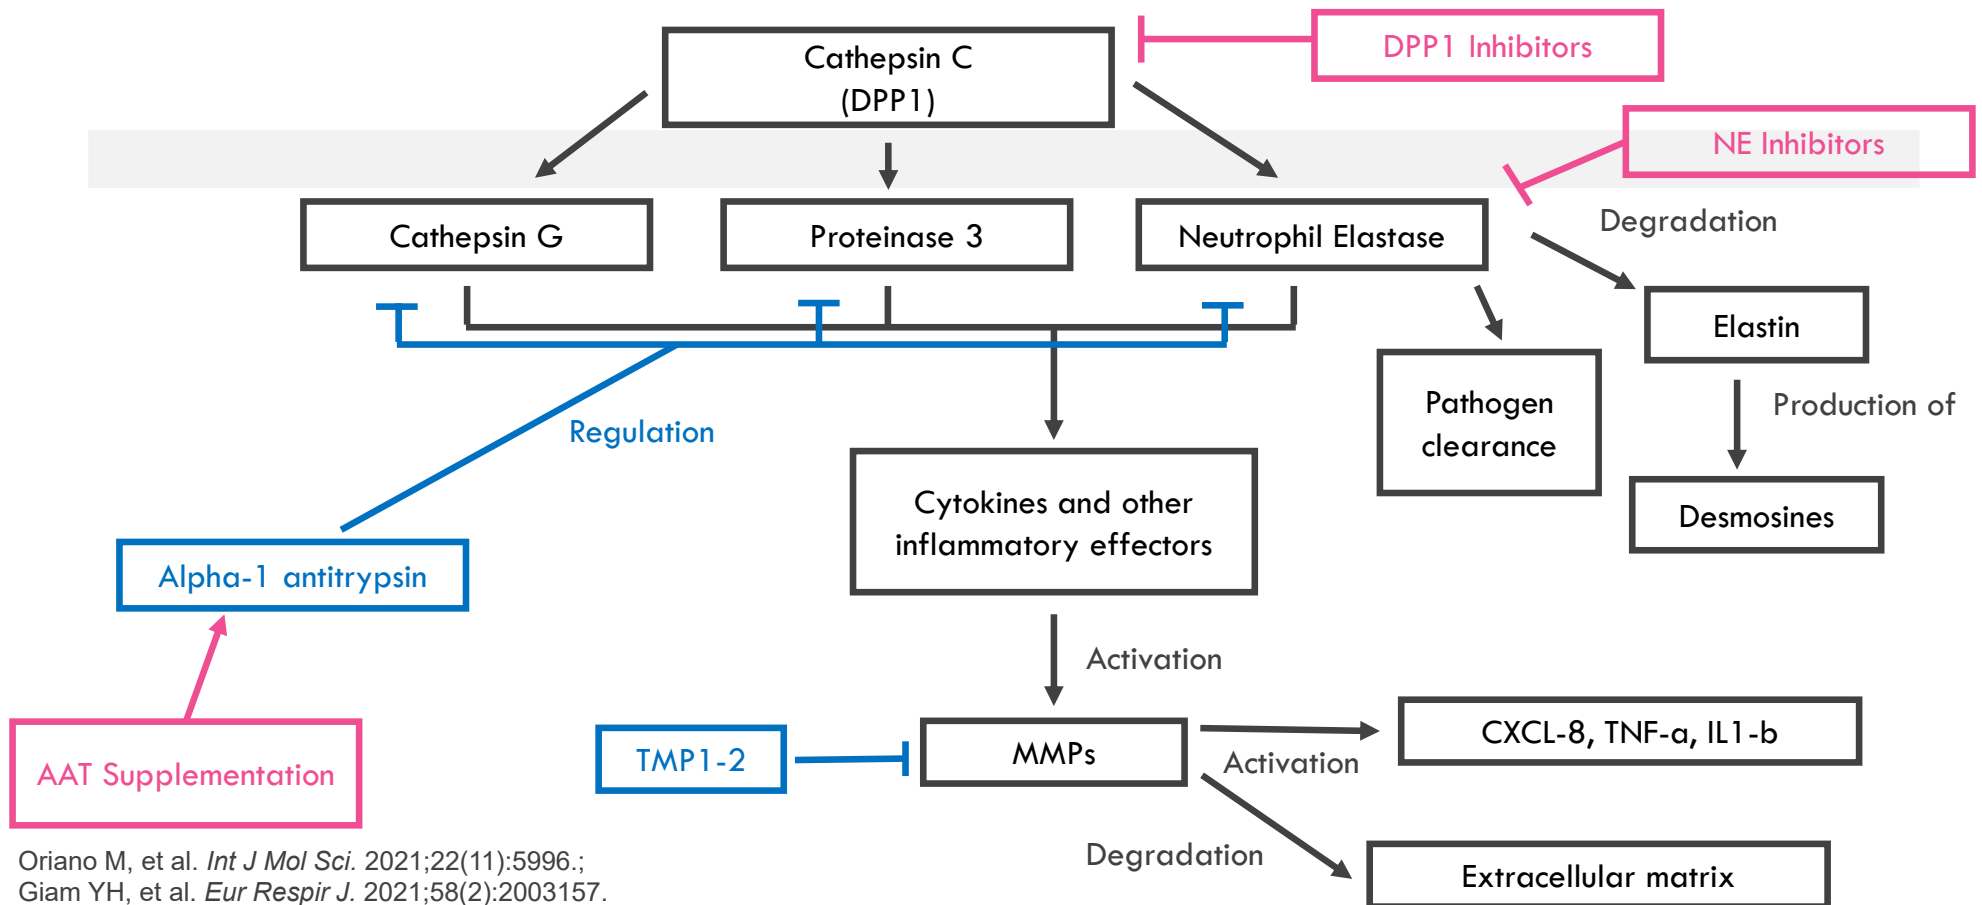 Cathepsin C
(DPP1)
DPP1 Inhibitors
NE Inhibitors
Cathepsin G
Proteinase 3
Neutrophil Elastase
Degradation
Elastin
Pathogen
clearance
Production of
Desmosines
Regulation
Cytokines and other
inflammatory effectors
Alpha-1 antitrypsin
Activation
AAT Supplementation
TMP1-2
MMPs
CXCL-8, TNF-a, IL1-b
Activation
Degradation
Extracellular matrix
Oriano M, et al. Int J Mol Sci. 2021;22(11):5996.;
Giam YH, et al. Eur Respir J. 2021;58(2):2003157.